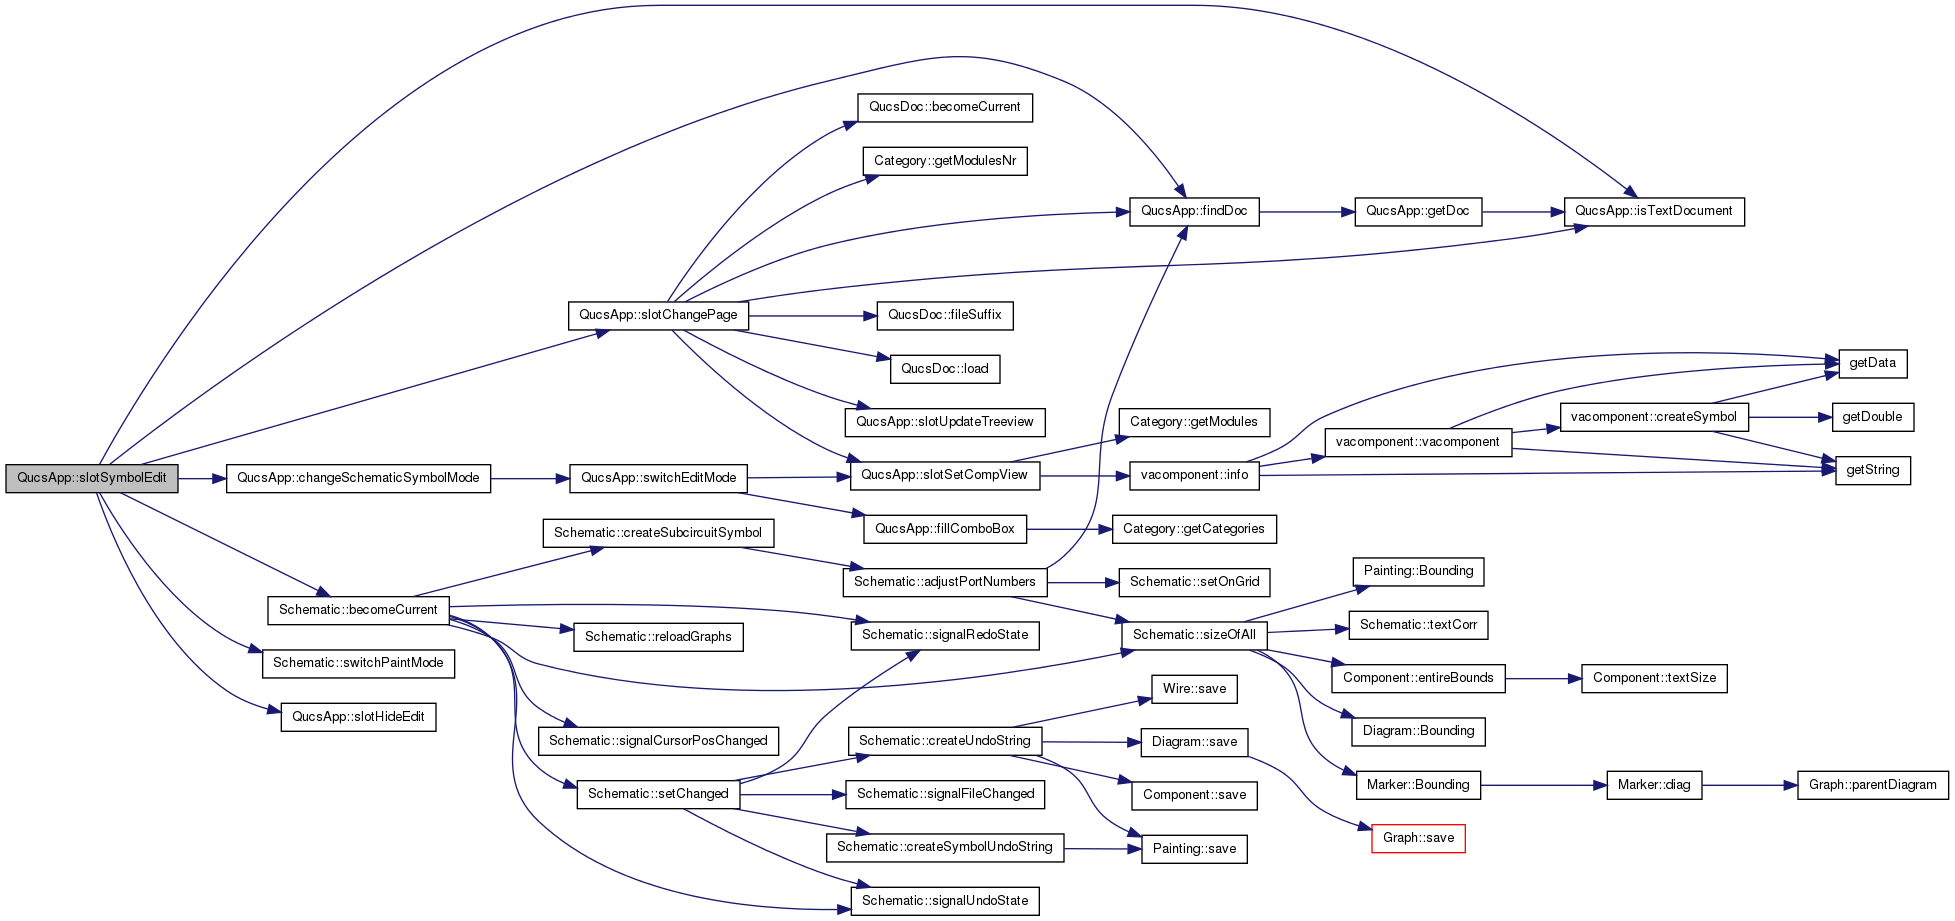 QucsApp::slotSymbolEdit
QucsApp::slotChangePage
QucsApp::changeSchematicSymbolMode
Schematic::becomeCurrent
Schematic::switchPaintMode
QucsApp::slotHideEdit
QucsApp::switchEditMode
Schematic::createSubcircuitSymbol
Schematic::reloadGraphs
Schematic::signalCursorPosChanged
Schematic::setChanged
QucsDoc::becomeCurrent
Category::getModulesNr
QucsDoc::fileSuffix
QucsDoc::load
QucsApp::slotUpdateTreeview
QucsApp::slotSetCompView
QucsApp::fillComboBox
Schematic::adjustPortNumbers
Schematic::signalRedoState
Schematic::createUndoString
Schematic::signalFileChanged
Schematic::createSymbolUndoString
Schematic::signalUndoState
QucsApp::findDoc
Category::getModules
vacomponent::info
Category::getCategories
Schematic::setOnGrid
Schematic::sizeOfAll
Wire::save
Diagram::save
Component::save
Painting::save
QucsApp::getDoc
vacomponent::vacomponent
Painting::Bounding
Schematic::textCorr
Component::entireBounds
Diagram::Bounding
Marker::Bounding
Graph::save
QucsApp::isTextDocument
vacomponent::createSymbol
Component::textSize
Marker::diag
getData
getDouble
getString
Graph::parentDiagram